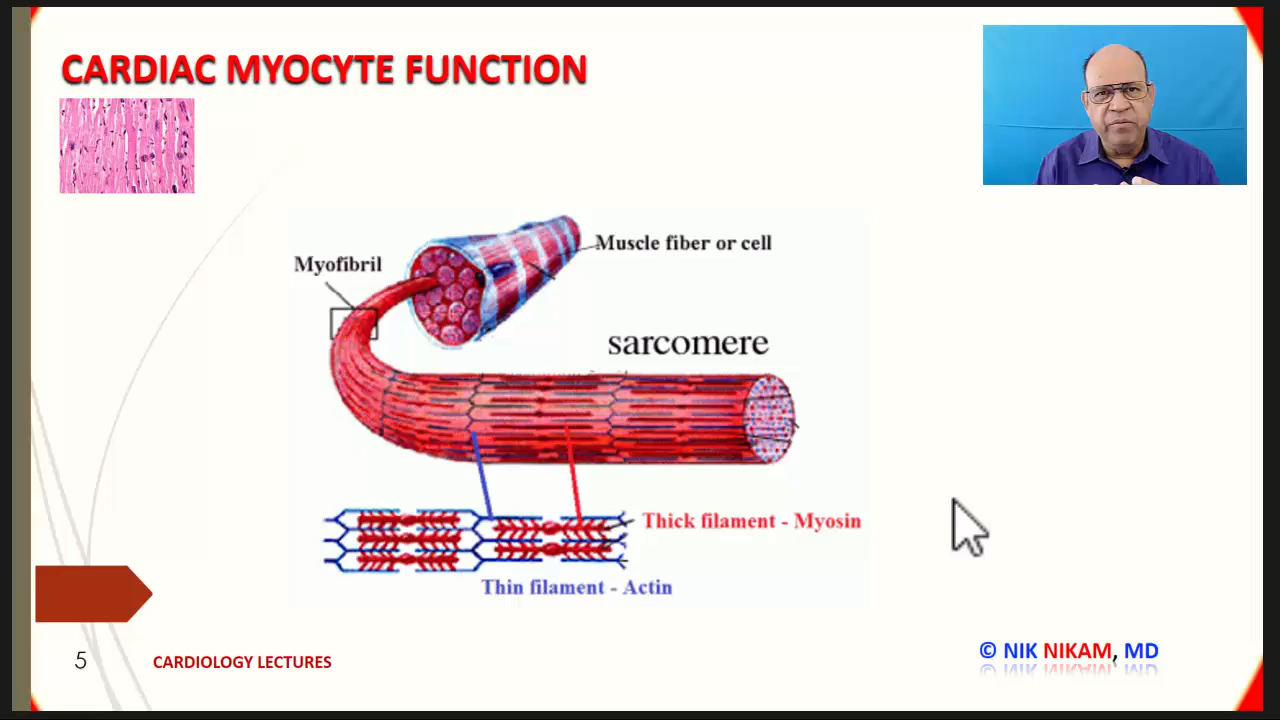 CARDIAC MYOCYTE FUNCTION
Muscle fiber or cell
Myofibril
sarcomere
Thick filament - Myosin
Thin filament - Actin
5
CARDIOLOGY LECTURES
© NIK NIKAM, MD